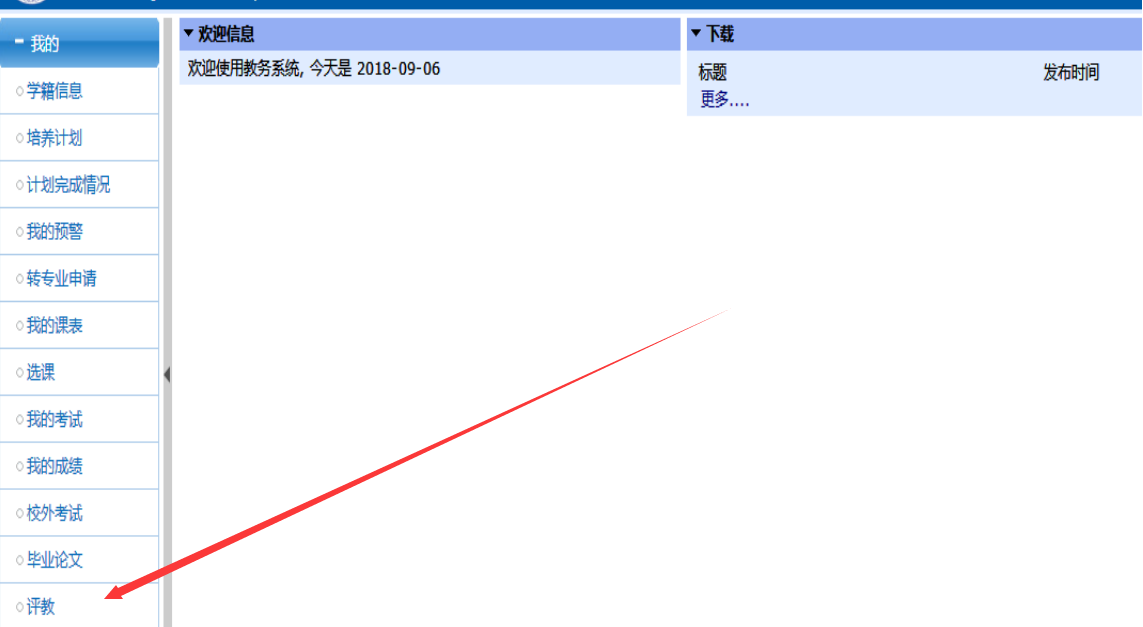 我的
学籍信息
培养计划
计划完成情况
我的预警
转专业申请
我的课表
选课
我的考试
我的成绩
校外考试
毕业论文
评教
欢迎信息
欢迎使用教务系统, 今天是 2018-09-06
下载
标题 发布时间
更多....